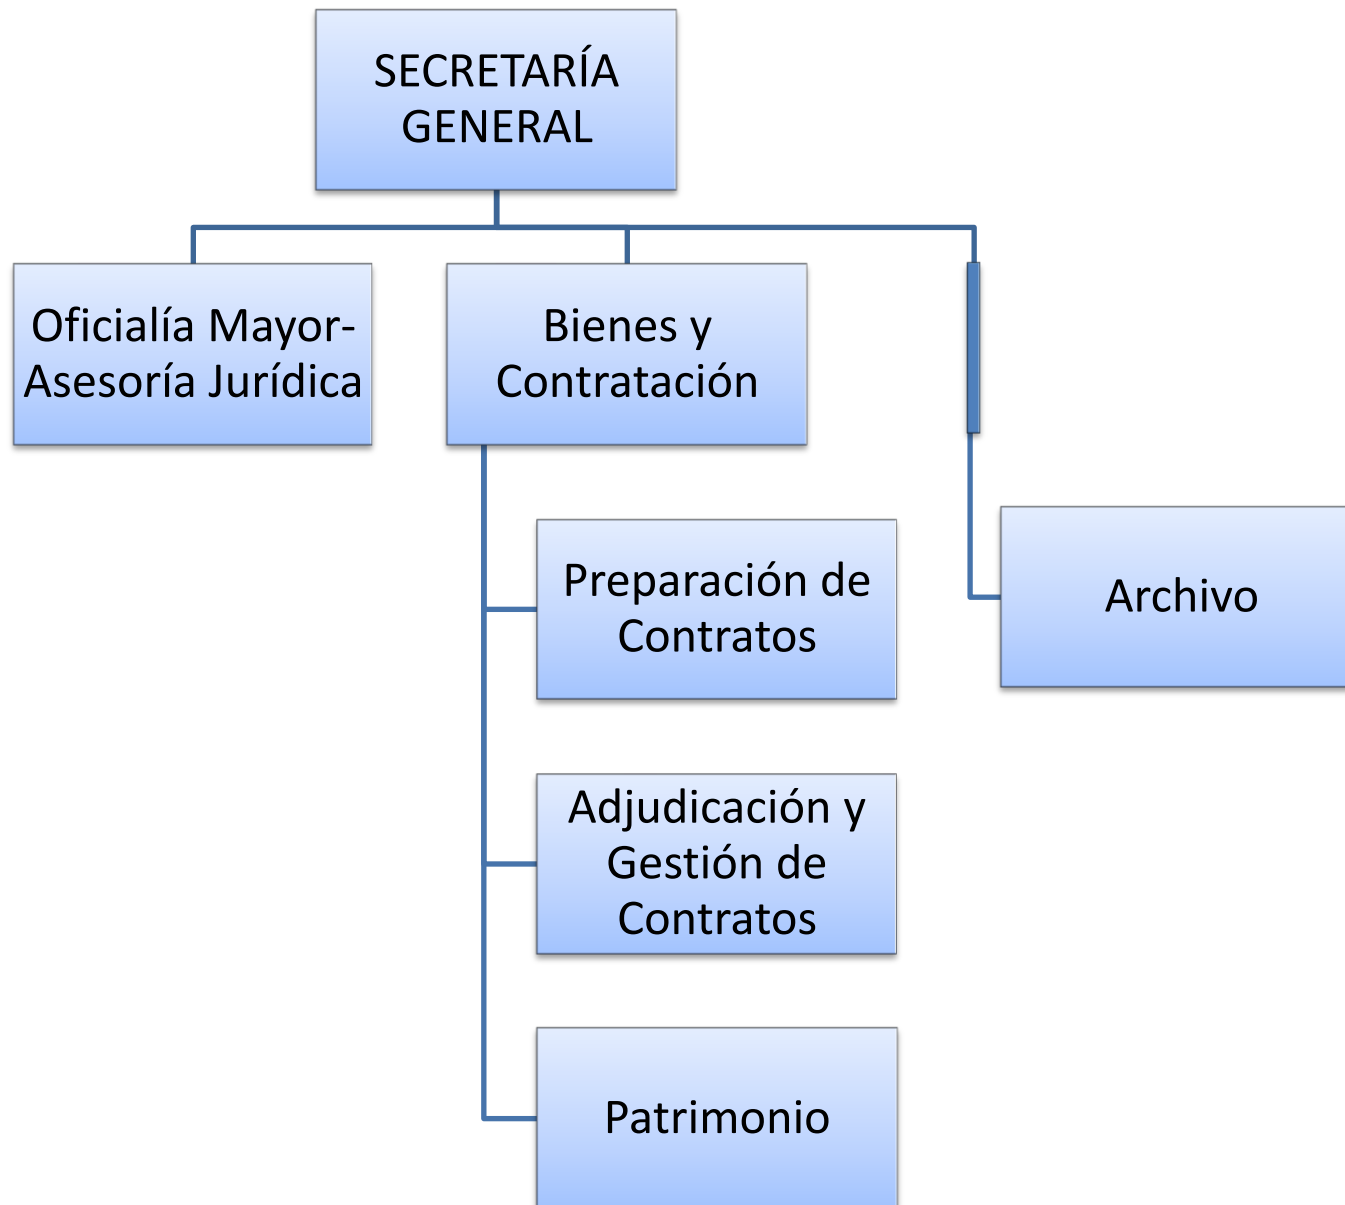 SECRETARÍA
GENERAL
Oficialía Mayor-
Asesoría Jurídica
Bienes y
Contratación
Preparación de
Contratos
Archivo
Adjudicación y
Gestión de
Contratos
Patrimonio